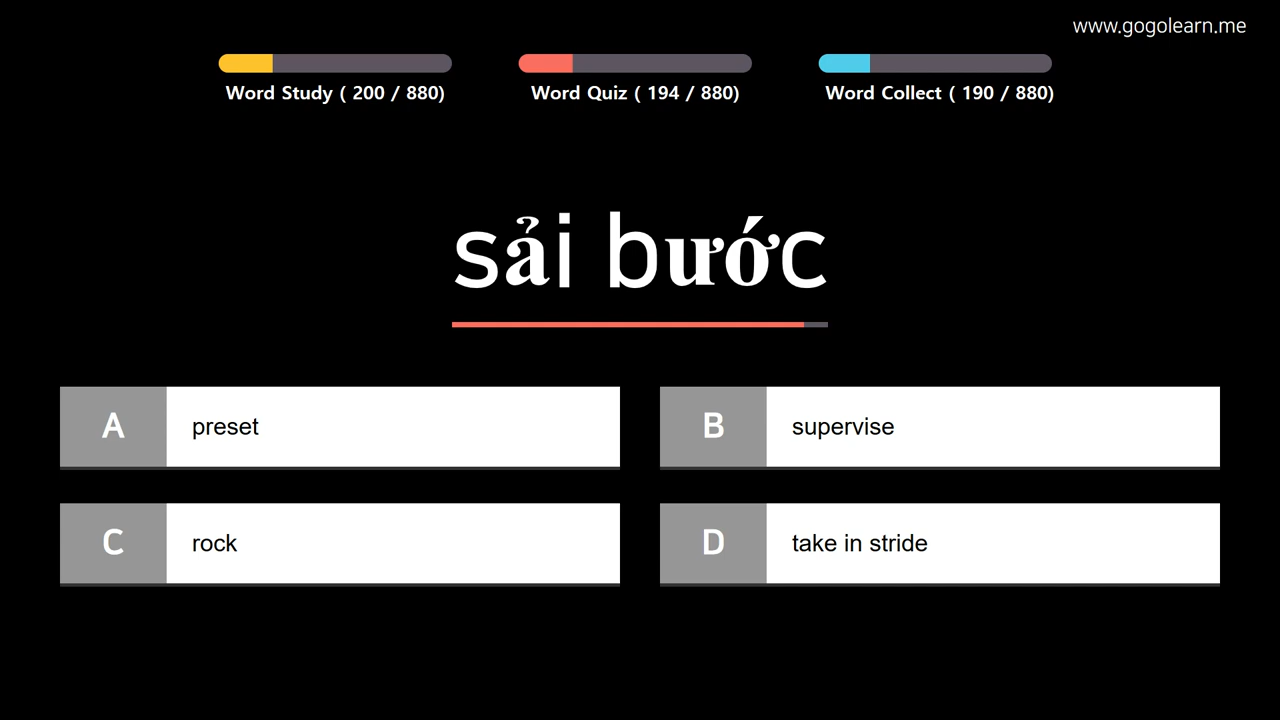 www.gogolearn.me
Word Study ( 200 / 880)
Word Quiz ( 194 / 880)
Word Collect ( 190 / 880)
sải bước
A preset
B supervise
C rock
D take in stride